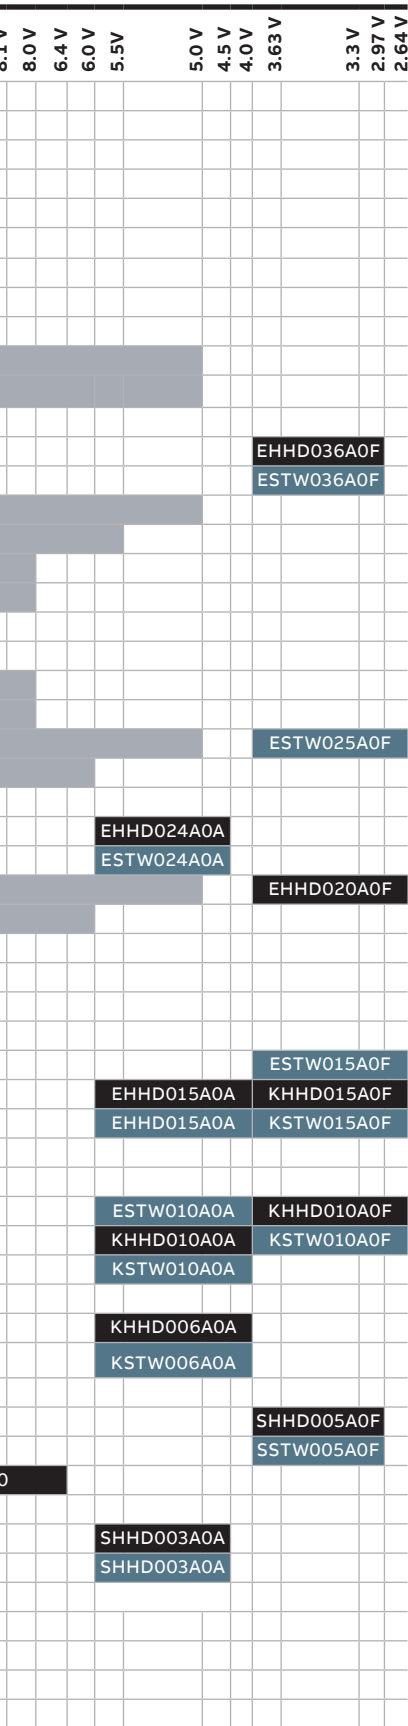 8.0 V
6.4 V
6.0 V
5.5V
5.0 V
4.5 V
4.0 V
3.63 V
3.3 V
2.97 V
2.64 V
EHHD036A0F
ESTW036A0F
ESTW025A0F
EHHD024A0A
ESTW024A0A
EHHD020A0F
ESTW015A0F
EHHD015A0A KHHD015A0F
EHHD015A0A KSTW015A0F
ESTW010A0A KHHD010A0F
KHHD010A0A KSTW010A0F
KSTW010A0A
KHHD006A0A
KSTW006A0A
SHHD005A0F
SSTW005A0F
SHHD003A0A
SHHD003A0A